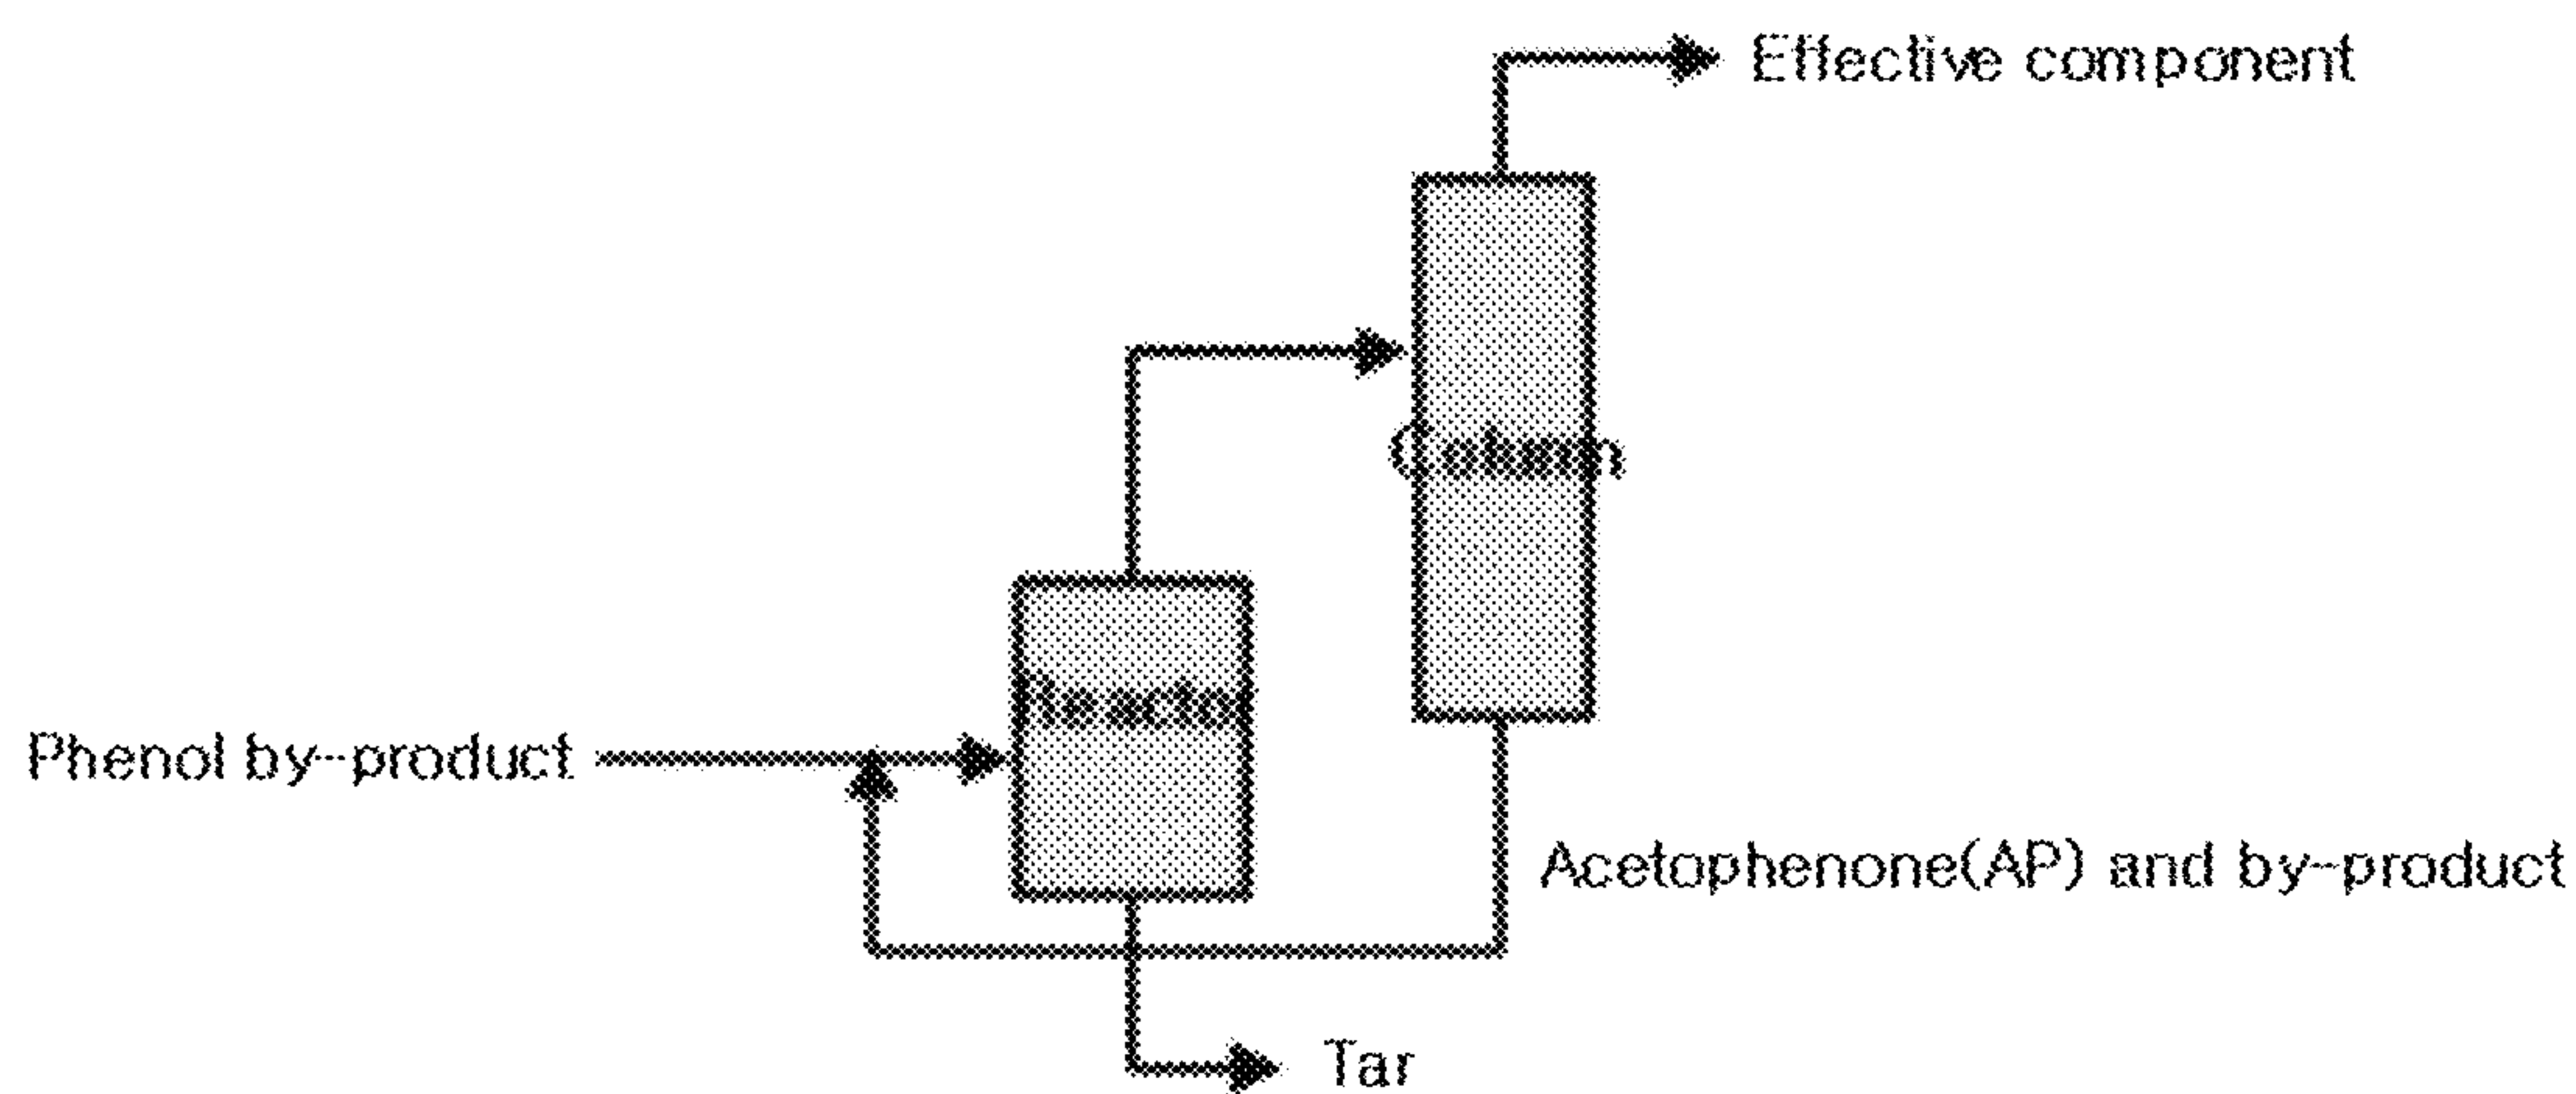 Effective component
Column
Reactor
Phenol by-product
Acetophenone(AP) and by-product
Tar